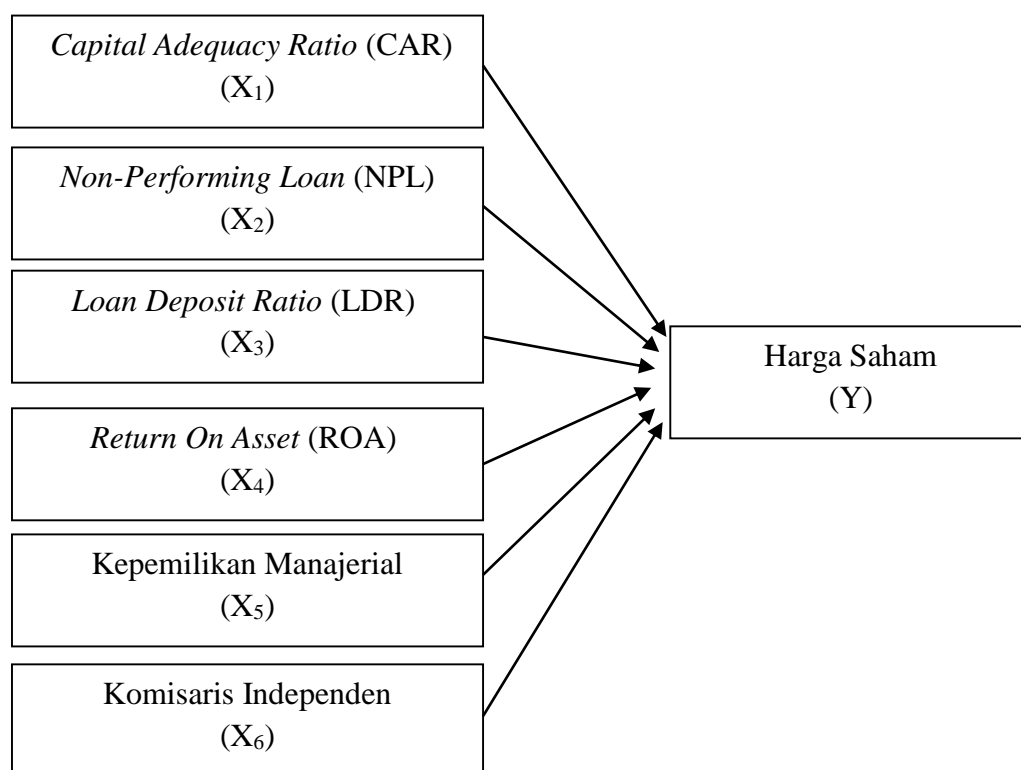 Capital Adequacy Ratio (CAR)
(X₁)
Non-Performing Loan (NPL)
(X₂)
Loan Deposit Ratio (LDR)
(X₃)
Return On Asset (ROA)
(X₄)
Kepemilikan Manajerial
(X₅)
Komisaris Independen
(X₆)
Harga Saham
(Y)